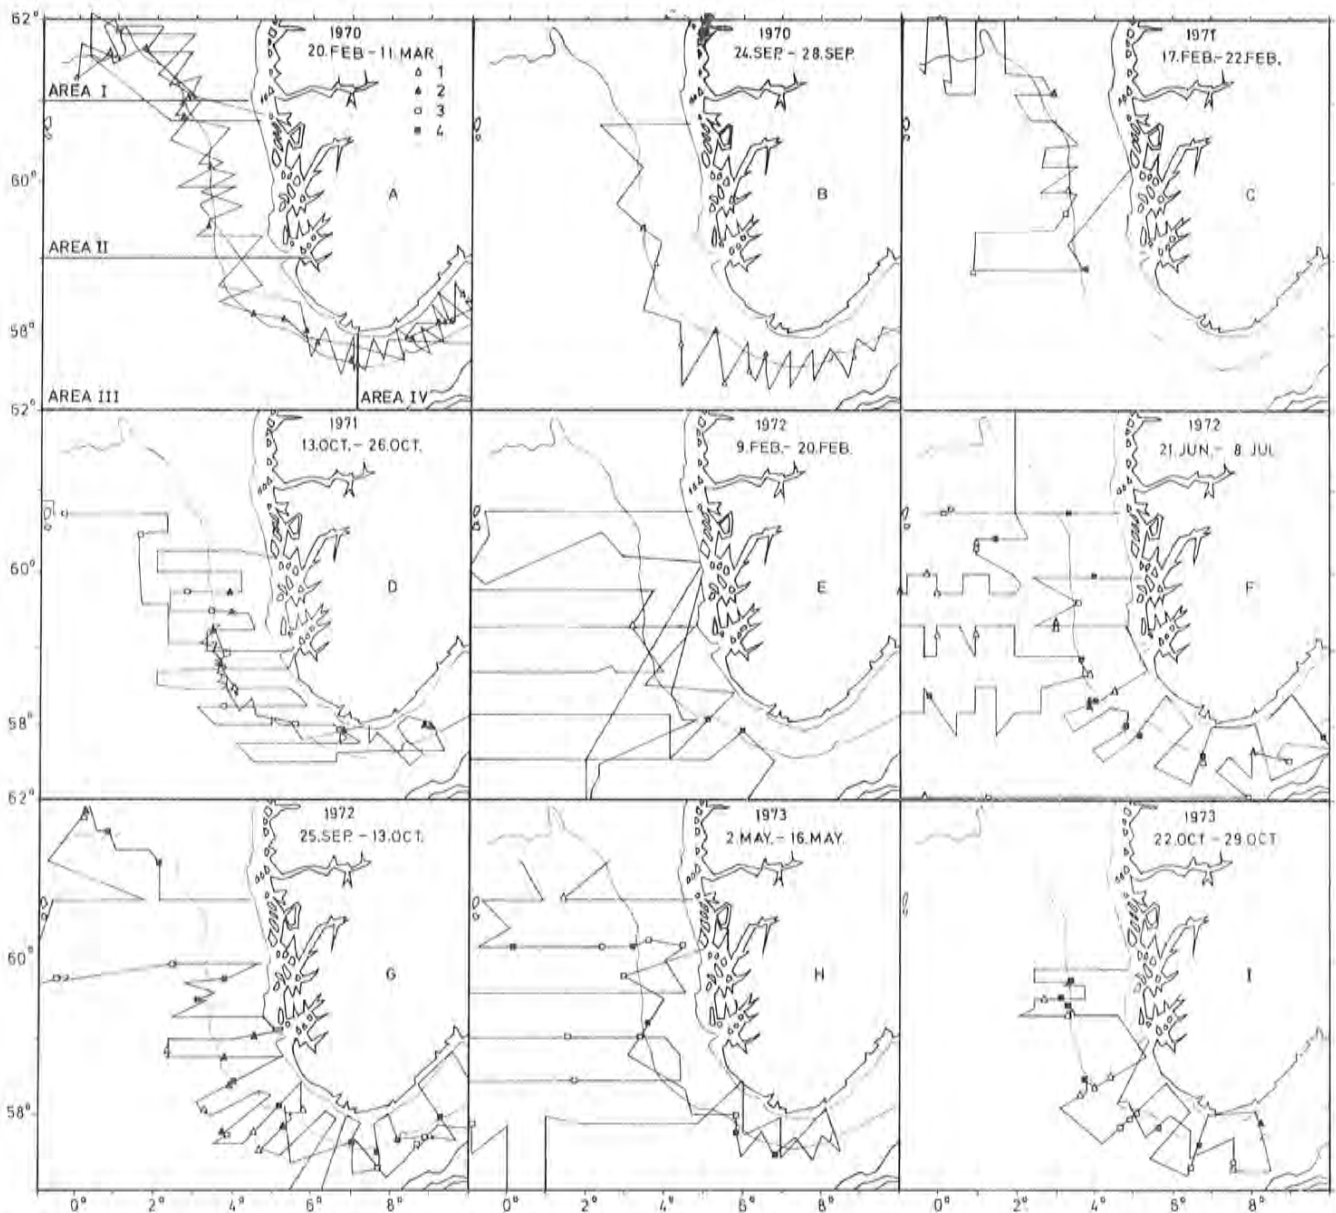 62°
1970
20.FEB-11.MAR
1
2
3
4
AREA I
60°
A
AREA II
58°
AREA III
AREA IV
1970
24.SEP.-28.SEP.
B
1971
17.FEB.-22.FEB.
C
62°
1971
13.OCT.-26.OCT.
60°
D
58°
1972
9.FEB.-20.FEB.
E
1972
21.JUN.- 8.JUL
F
62°
1972
25.SEP.-13.OCT.
60°
G
58°
1973
2.MAY.-16.MAY.
H
1973
22.OCT-29.OCT
I
0° 2° 4° 6° 8° 0° 2° 4° 6° 8° 0° 2° 4° 6° 8°